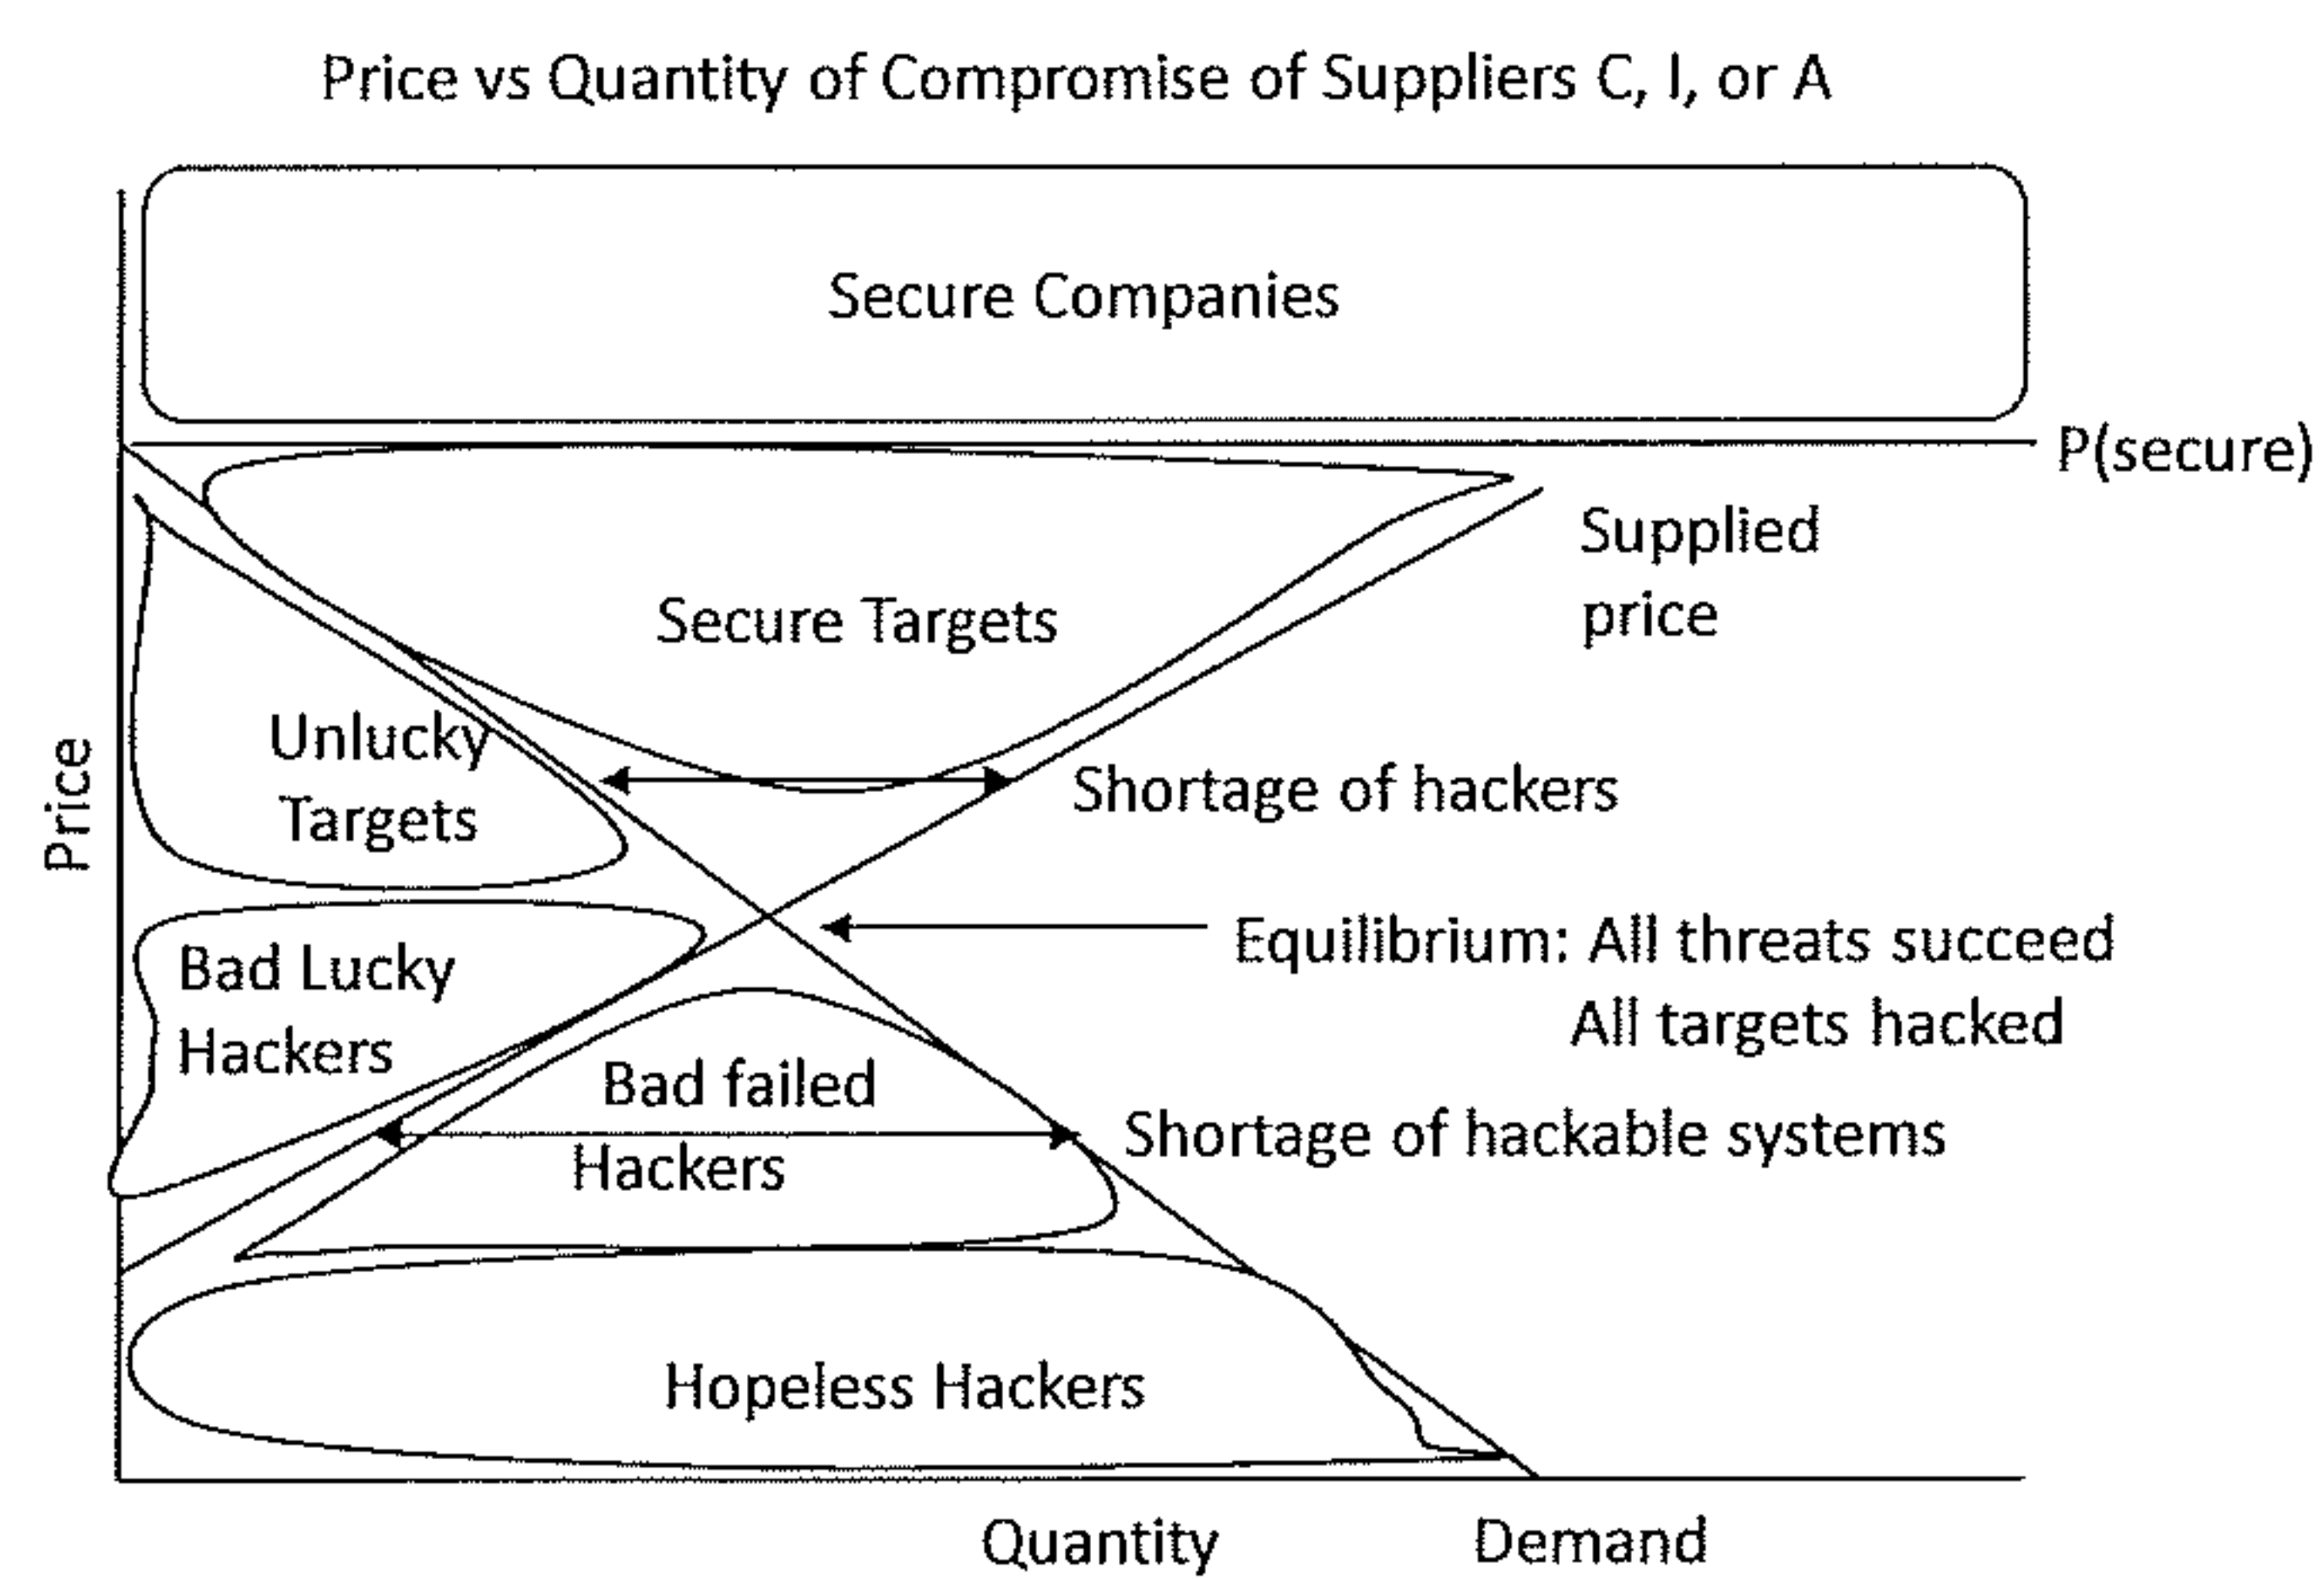 Price vs Quantity of Compromise of Suppliers C, I, or A
Secure Companies
P(secure)
Supplied
price
Secure Targets
Unlucky
Targets
Price
Shortage of hackers
Equilibrium: All threats succeed
All targets hacked
Bad Lucky
Hackers
Bad failed
Hackers
Shortage of hackable systems
Hopeless Hackers
Quantity
Demand